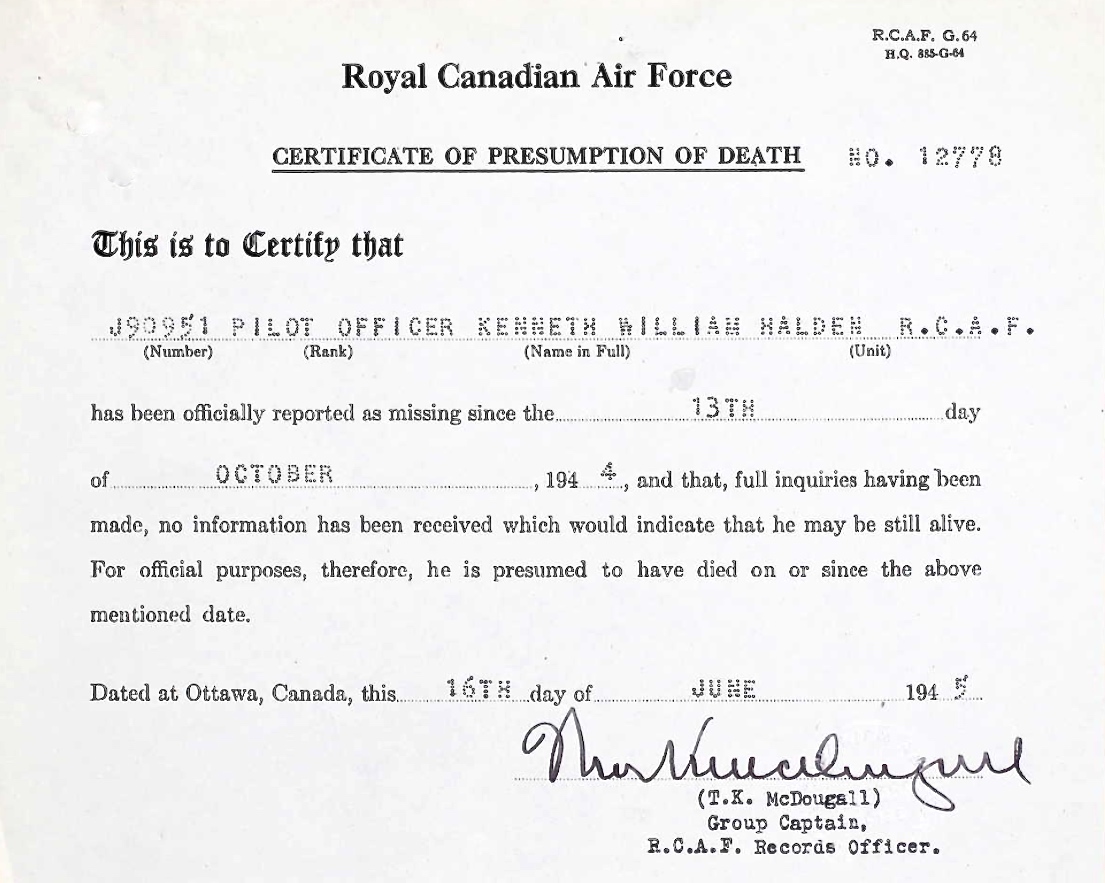 R.C.A.F. G.64
H.Q. 885-G-64
Royal Canadian Air Force
CERTIFICATE OF PRESUMPTION OF DEATH NO. 12778
This is to Certify that
J90951 PILOT OFFICER KENNETH WILLIAM HALDEN R.C.A.F.
(Number) (Rank) (Name in Full) (Unit)
has been officially reported as missing since the 13TH day
of OCTOBER, 194 4, and that, full inquiries having been
made, no information has been received which would indicate that he may be still alive.
For official purposes, therefore, he is presumed to have died on or since the above
mentioned date.
Dated at Ottawa, Canada, this 16TH day of JUNE 194 5
(T.K. McDougall)
Group Captain,
R.C.A.F. Records Officer.